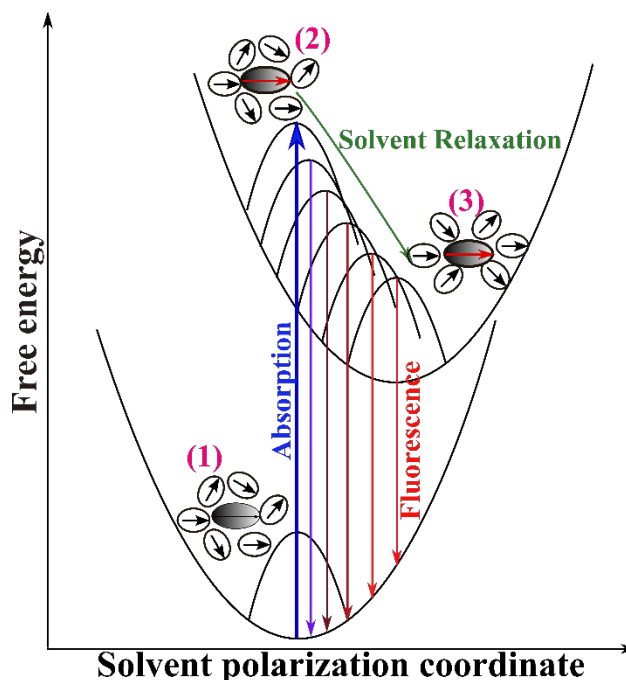 (2)
Solvent Relaxation
(3)
Free energy
Absorption
Fluorescence
(1)
Solvent polarization coordinate